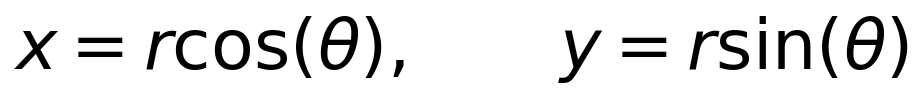 x = rcos(θ),    y = rsin(θ)